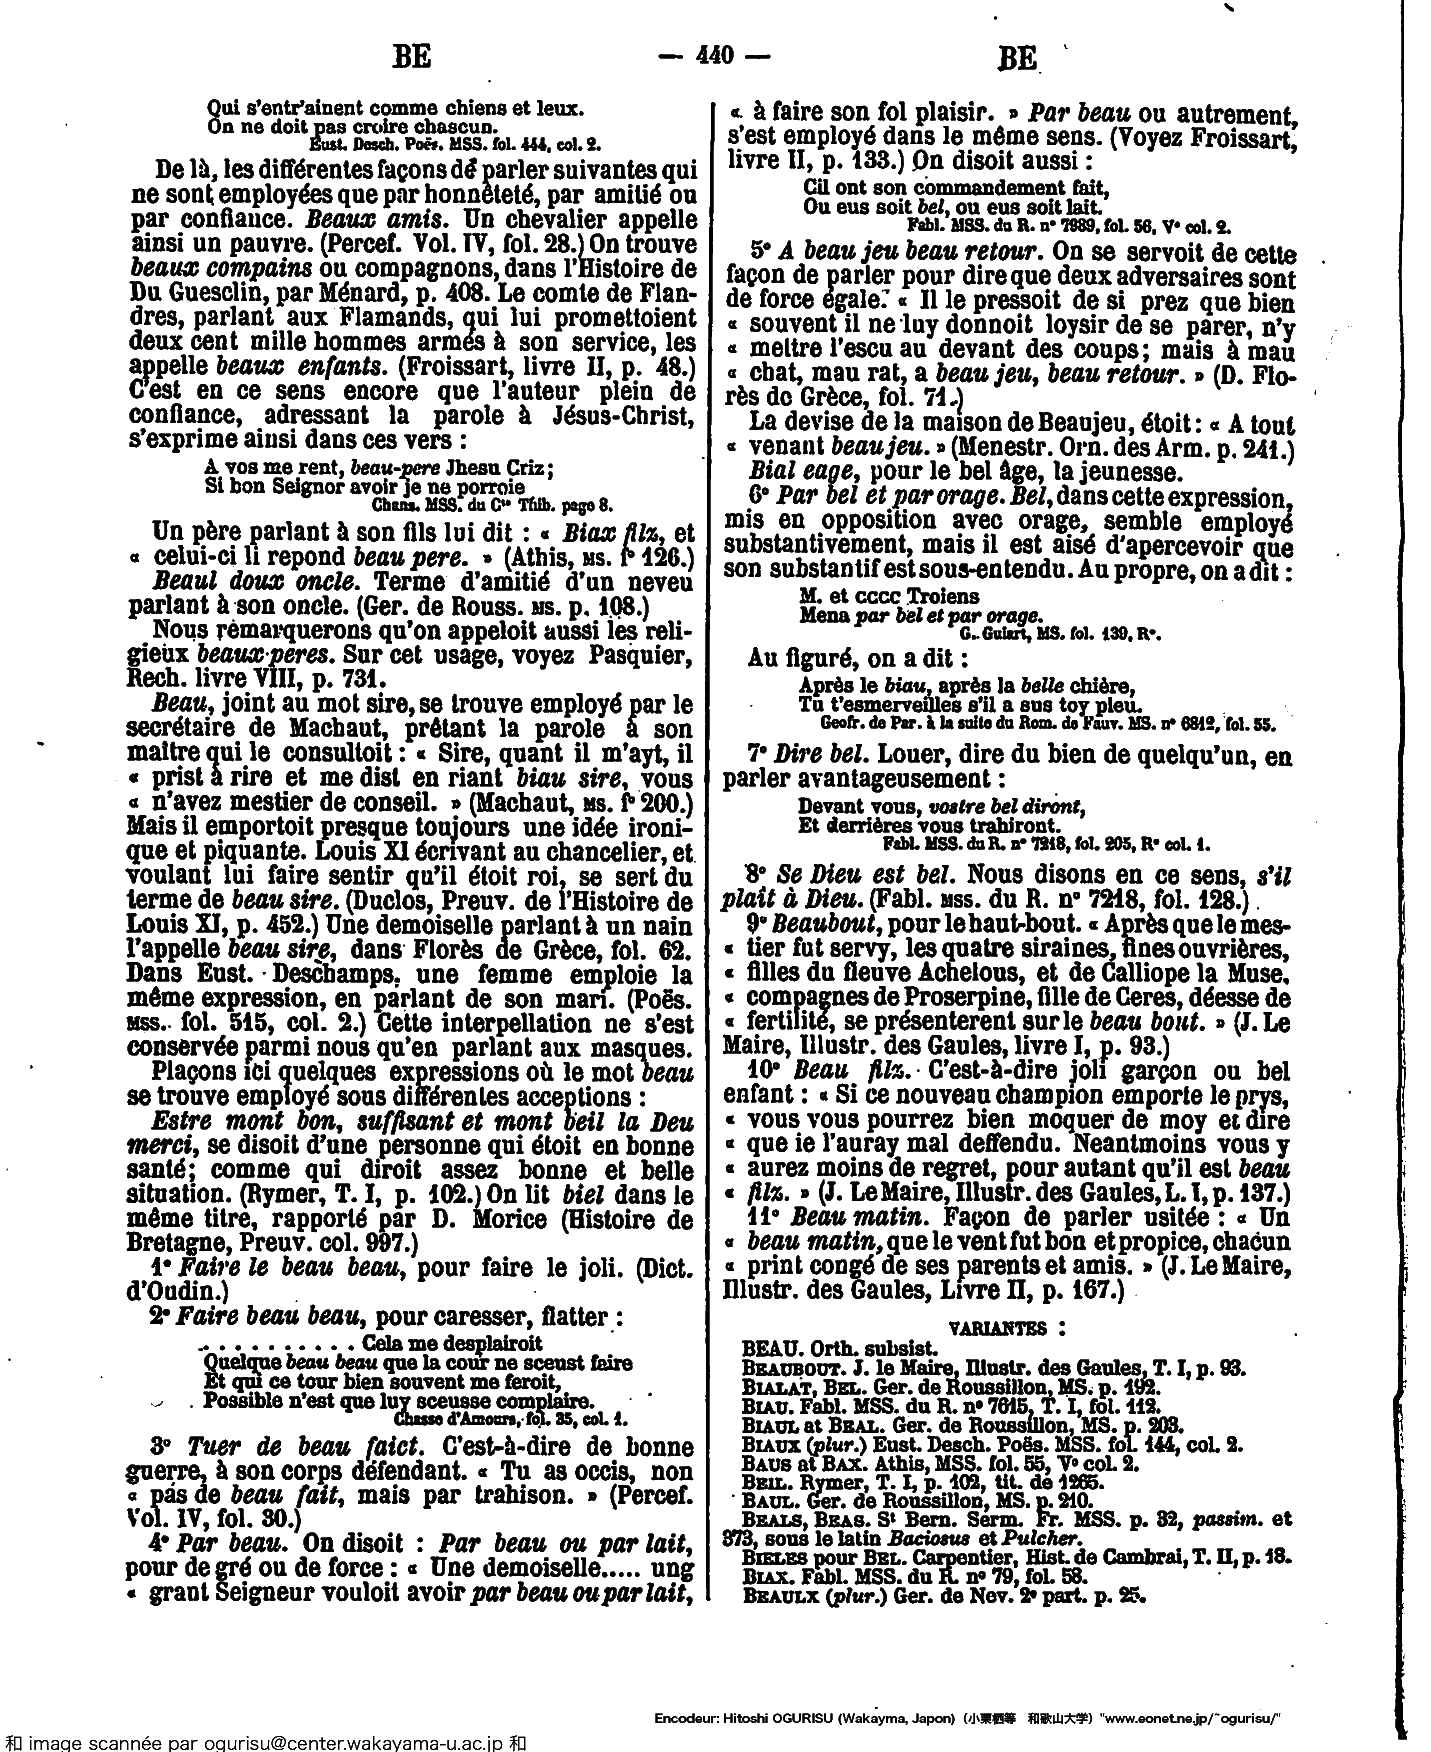 BE — 440 — BE
Qui s'entr'ainent comme chiens et leux.
On ne doit pas croire chascun.
Eust. Desch. Poës. MSS. fol. 444, col. 2.
De là, les différentes façons de parler suivantes qui
ne sont employées que par honnêteté, par amitié ou
par confiance. Beaux amis. Un chevalier appelle
ainsi un pauvre. (Percef. Vol. IV, fol. 28.) On trouve
beaux compains ou compagnons, dans l'Histoire de
Du Guesclin, par Ménard, p. 408. Le comte de Flan-
dres, parlant aux Flamands, qui lui promettoient
deux cent mille hommes armés à son service, les
appelle beaux enfants. (Froissart, livre II, p. 48.)
C'est en ce sens encore que l'auteur plein de
confiance, adressant la parole à Jésus-Christ,
s'exprime ainsi dans ces vers :
A vos me rent, beau-pere Jhesu Criz;
Si bon Seignor avoir je ne porroie
Chans. MSS. du Cte Thib. page 8.
Un père parlant à son fils lui dit : « Biax filz, et
« celui-ci li repond beau pere. » (Athis, MS. f° 126.)
Beaul doux oncle. Terme d'amitié d'un neveu
parlant à son oncle. (Ger. de Rouss. MS. p. 108.)
Nous remarquerons qu'on appeloit aussi les reli-
gieux beaux-peres. Sur cet usage, voyez Pasquier,
Rech. livre VIII, p. 731.
Beau, joint au mot sire, se trouve employé par le
secrétaire de Machaut, prêtant la parole à son
maître qui le consultoit : « Sire, quant il m'ayt, il
« prist à rire et me dist en riant biau sire, vous
« n'avez mestier de conseil. » (Machaut, MS. f° 200.)
Mais il emportoit presque toujours une idée ironi-
que et piquante. Louis XI écrivant au chancelier, et
voulant lui faire sentir qu'il étoit roi, se sert du
terme de beau sire. (Duclos, Preuv. de l'Histoire de
Louis XI, p. 452.) Une demoiselle parlant à un nain
l'appelle beau sire, dans Florès de Grèce, fol. 62.
Dans Eust. Deschamps, une femme emploie la
même expression, en parlant de son mari. (Poës.
MSS. fol. 515, col. 2.) Cette interpellation ne s'est
conservée parmi nous qu'en parlant aux masques.
Plaçons ici quelques expressions où le mot beau
se trouve employé sous différentes acceptions :
Estre mont bon, suffisant et mont beil la Deu
merci, se disoit d'une personne qui étoit en bonne
santé; comme qui diroit assez bonne et belle
situation. (Rymer, T. I, p. 102.) On lit biel dans le
même titre, rapporté par D. Morice (Histoire de
Bretagne, Preuv. col. 997.)
1° Faire le beau beau, pour faire le joli. (Dict.
d'Oudin.)
2° Faire beau beau, pour caresser, flatter :
. . . . . . . . . . . Cela me desplairoit
Quelque beau beau que la cour ne sceust faire
Et qui ce tour bien souvent me feroit,
Possible n'est que luy sceusse complaire.
Chasse d'Amours, fol. 35, col. 1.
3° Tuer de beau faict. C'est-à-dire de bonne
guerre, à son corps défendant. « Tu as occis, non
« pas de beau fait, mais par trahison. » (Percef.
Vol. IV, fol. 30.)
4° Par beau. On disoit : Par beau ou par lait,
pour de gré ou de force : « Une demoiselle..... ung
« grant Seigneur vouloit avoir par beau ou par lait,
« à faire son fol plaisir. » Par beau ou autrement,
s'est employé dans le même sens. (Voyez Froissart,
livre II, p. 133.) On disoit aussi :
Cil ont son commandement fait,
Ou eus soit bel, ou eus soit lait.
Fabl. MSS. du R. n° 7989, fol. 56, V° col. 2.
5° A beau jeu beau retour. On se servoit de cette
façon de parler pour dire que deux adversaires sont
de force égale: « Il le pressoit de si prez que bien
« souvent il ne luy donnoit loysir de se parer, n'y
« mettre l'escu au devant des coups; mais à mau
« chat, mau rat, a beau jeu, beau retour. » (D. Flo-
rès de Grèce, fol. 71.)
La devise de la maison de Beaujeu, étoit : « A tout
« venant beau jeu. » (Menestr. Orn. des Arm. p. 241.)
Bial eage, pour le bel âge, la jeunesse.
6° Par bel et par orage. Bel, dans cette expression,
mis en opposition avec orage, semble employé
substantivement, mais il est aisé d'apercevoir que
son substantif est sous-entendu. Au propre, on a dit :
M. et CCCC Troiens
Mena par bel et par orage.
G. Guiart, MS. fol. 139, R°.
Au figuré, on a dit :
Après le biau, après la belle chière,
Tu t'esmerveilles s'il a sus toy pleu.
Geofr. de Par. à la suite du Rom. de Fauv. MS. n° 6812, fol. 55.
7° Dire bel. Louer, dire du bien de quelqu'un, en
parler avantageusement :
Devant vous, vostre bel diront,
Et derrières vous trahiront.
Fabl. MSS. du R. n° 7218, fol. 205, R° col. 1.
8° Se Dieu est bel. Nous disons en ce sens, s'il
plaît à Dieu. (Fabl. MSS. du R. n° 7218, fol. 128.)
9° Beaubout, pour le haut-bout. « Après que le mes-
« tier fut servy, les quatre siraines, fines ouvrières,
« filles du fleuve Achelous, et de Calliope la Muse,
« compagnes de Proserpine, fille de Ceres, déesse de
« fertilité, se présenterent sur le beau bout. » (J. Le
Maire, Illustr. des Gaules, livre I, p. 93.)
10° Beau filz. C'est-à-dire joli garçon ou bel
enfant : « Si ce nouveau champion emporte le prys,
« vous vous pourrez bien moquer de moy et dire
« que ie l'auray mal deffendu. Neantmoins vous y
« aurez moins de regret, pour autant qu'il est beau
« filz. » (J. Le Maire, Illustr. des Gaules, L. I, p. 137.)
11° Beau matin. Façon de parler usitée : « Un
« beau matin, que le vent fut bon et propice, chacun
« print congé de ses parents et amis. » (J. Le Maire,
Illustr. des Gaules, Livre II, p. 167.)
VARIANTES :
BEAU. Orth. subsist.
BEAUBOUT. J. le Maire, Illustr. des Gaules, T. I, p. 93.
BIALAT, BEL. Ger. de Roussillon, MS. p. 192.
BIAU. Fabl. MSS. du R. n° 7615, T. I, fol. 112.
BIAUL at BEAL. Ger. de Roussillon, MS. p. 203.
BIAUX (plur.) Eust. Desch. Poës. MSS. fol. 144, col. 2.
BAUS at BAX. Athis, MSS. fol. 55, V° col. 2.
BEIL. Rymer, T. I, p. 102, tit. de 1265.
BAUL. Ger. de Roussillon, MS. p. 210.
BEALS, BEAS. St Bern. Serm. Fr. MSS. p. 32, passim. et
373, sous le latin Baciosus et Pulcher.
BIELES pour BEL. Carpentier, Hist. de Cambrai, T. II, p. 18.
BIAX. Fabl. MSS. du R. n° 79, fol. 58.
BEAULX (plur.) Ger. de Nev. 2e part. p. 25.
Encodeur: Hitoshi OGURISU (Wakayma, Japon) (小栗栖等 和歌山大学) "www.eonet.ne.jp/~ogurisu/"
和 image scannée par ogurisu@center.wakayama-u.ac.jp 和